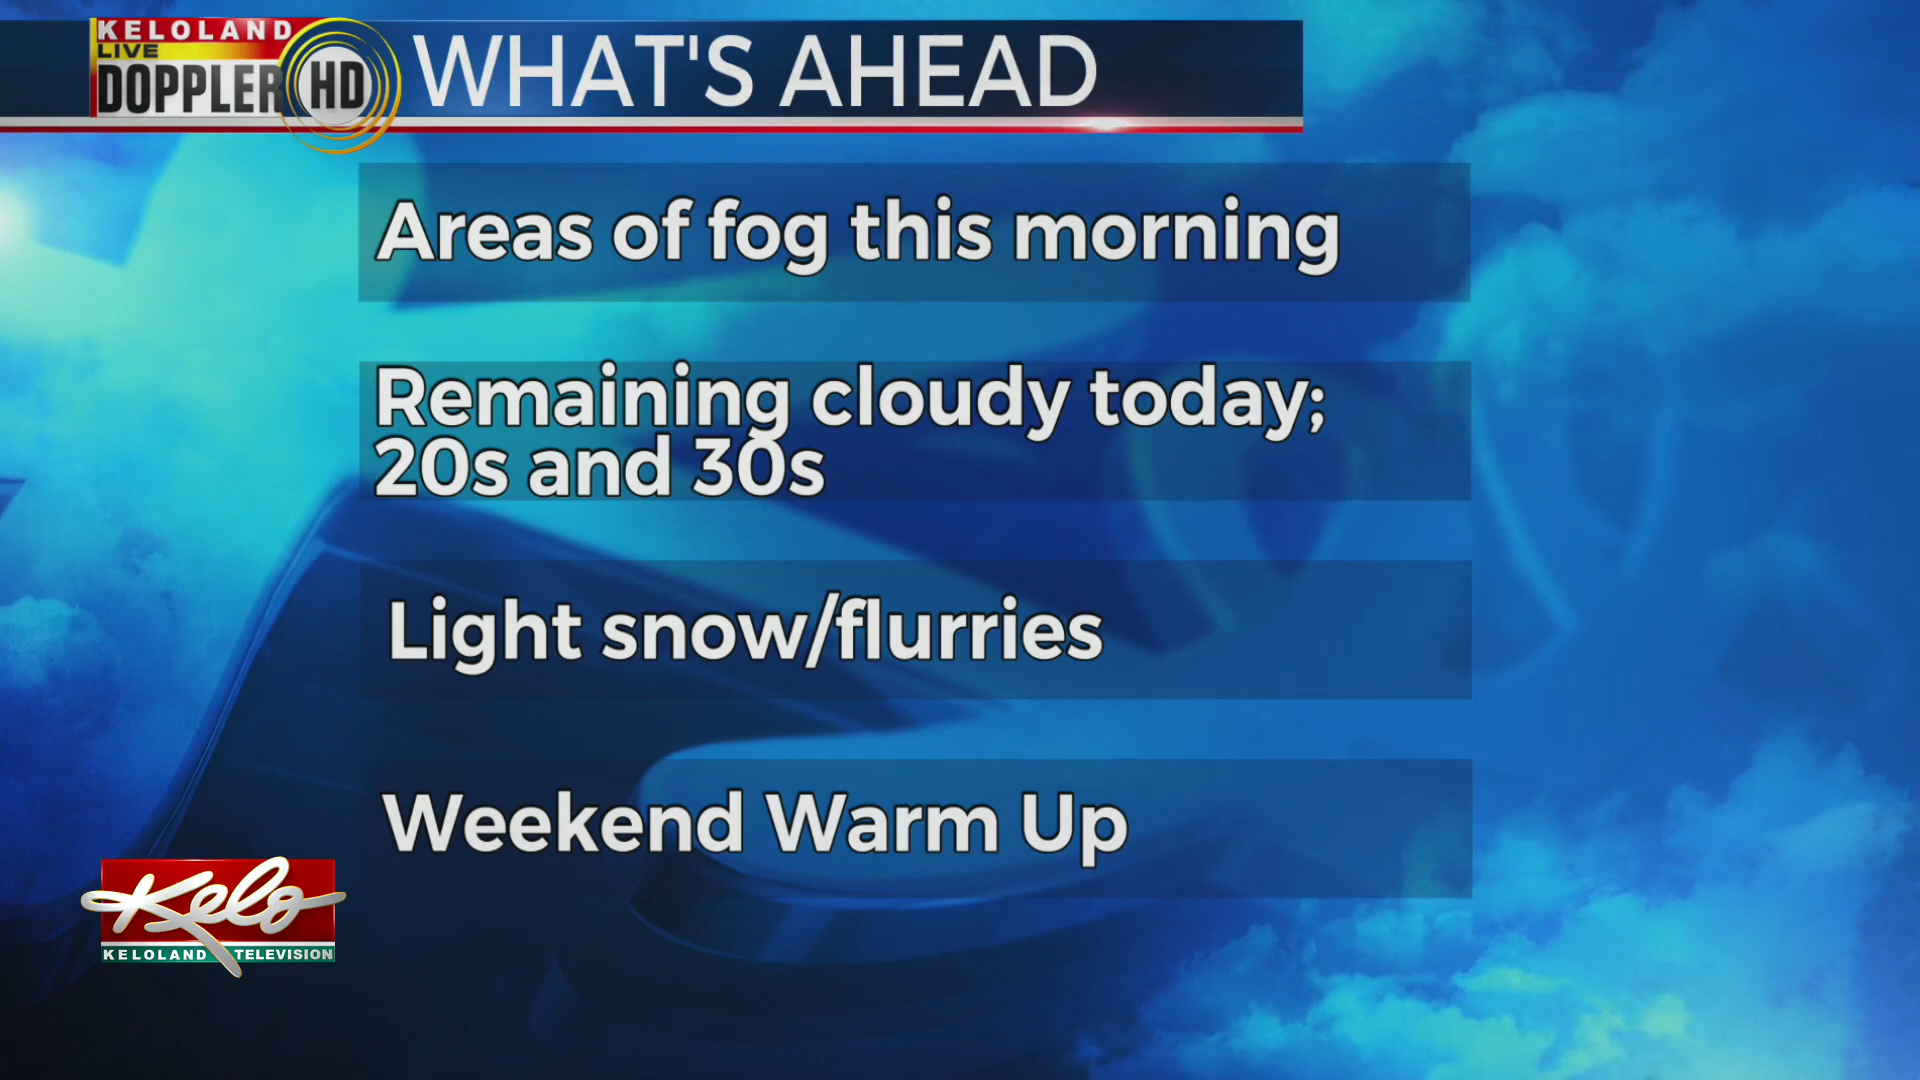 KELOLAND
LIVE
DOPPLER HD
WHAT'S AHEAD
Areas of fog this morning
Remaining cloudy today;
20s and 30s
Light snow/flurries
Weekend Warm Up
Kelo
KELOLAND TELEVISION